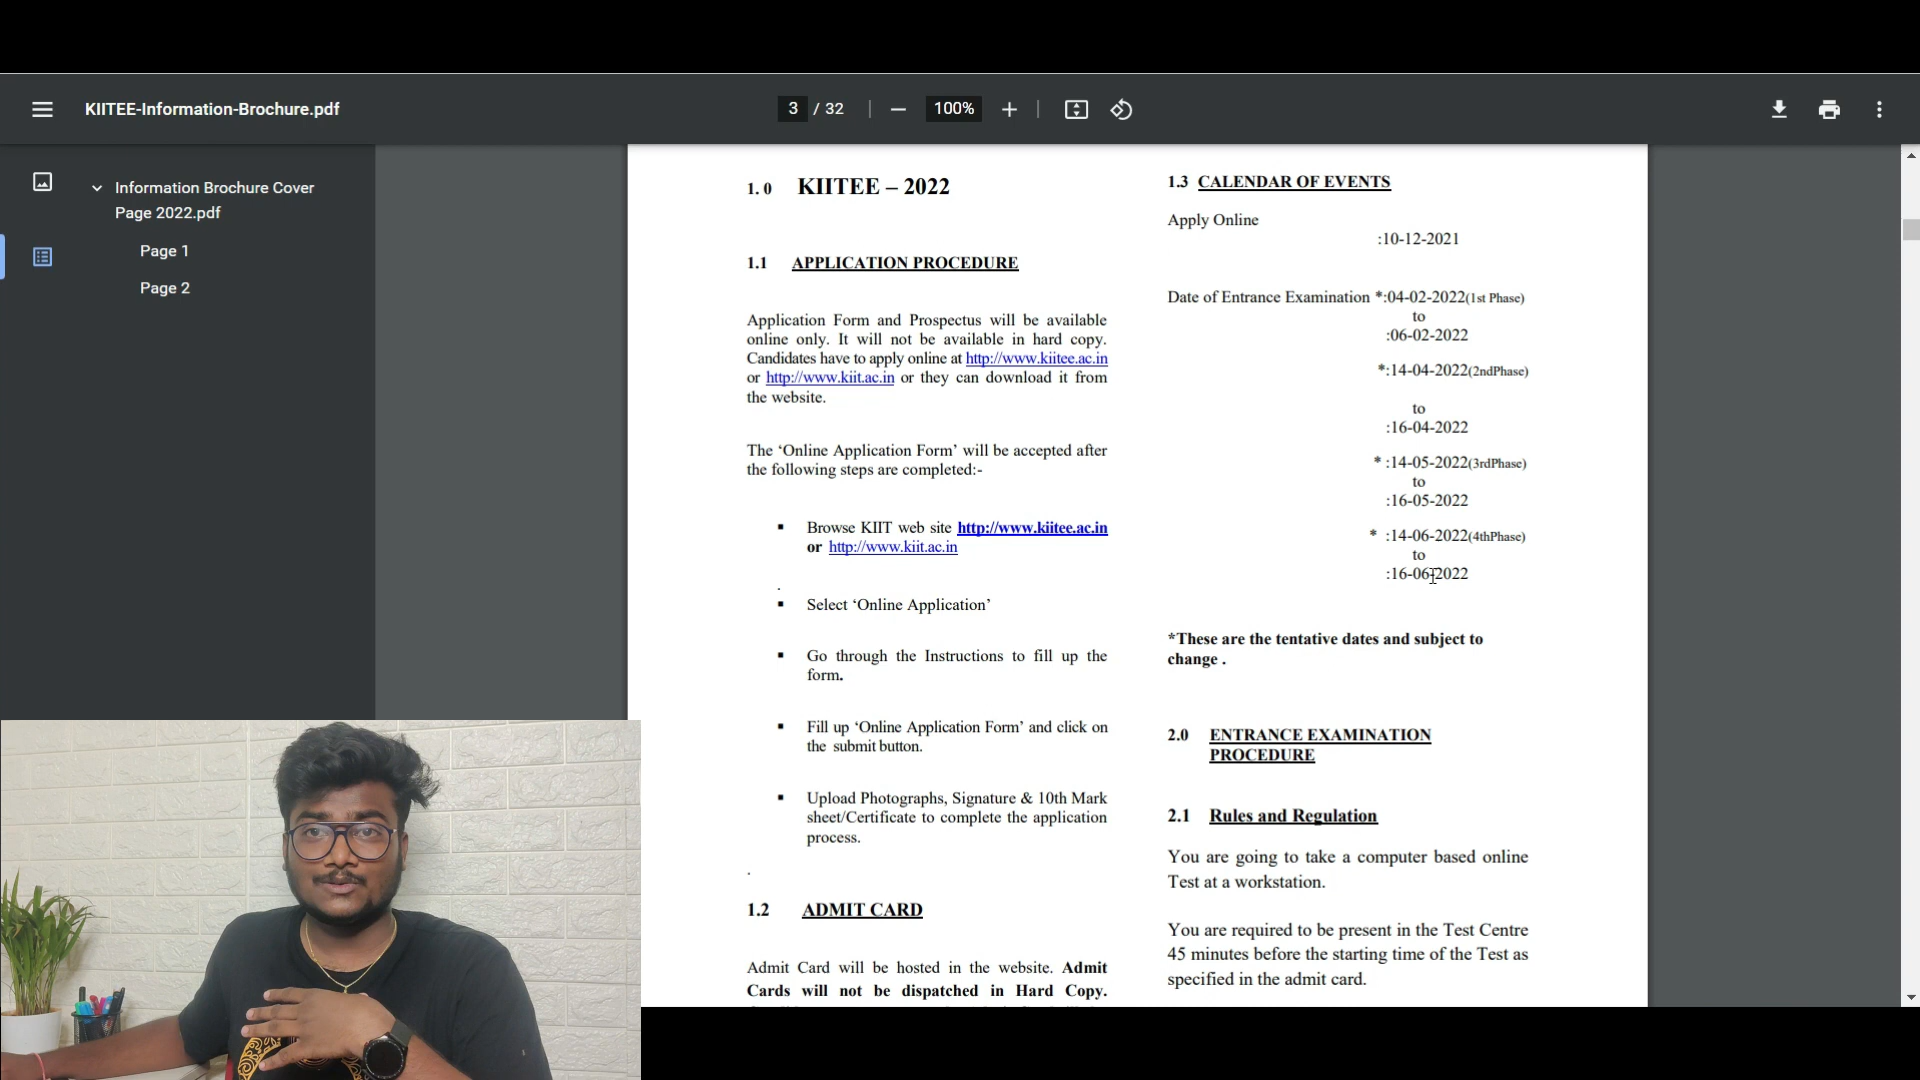 KIITEE-Information-Brochure.pdf
3 / 32
100%
Information Brochure Cover
Page 2022.pdf
Page 1
Page 2
1. 0 KIITEE – 2022
1.1 APPLICATION PROCEDURE
Application Form and Prospectus will be available
online only. It will not be available in hard copy.
Candidates have to apply online at http://www.kiitee.ac.in
or http://www.kiit.ac.in or they can download it from
the website.
The ‘Online Application Form’ will be accepted after
the following steps are completed:-
▪ Browse KIIT web site http://www.kiitee.ac.in
or http://www.kiit.ac.in
.
▪ Select ‘Online Application’
▪ Go through the Instructions to fill up the
form.
▪ Fill up ‘Online Application Form’ and click on
the submit button.
▪ Upload Photographs, Signature & 10th Mark
sheet/Certificate to complete the application
process.
.
1.2 ADMIT CARD
Admit Card will be hosted in the website. Admit
Cards will not be dispatched in Hard Copy.
1.3 CALENDAR OF EVENTS
Apply Online
:10-12-2021
Date of Entrance Examination *:04-02-2022(1st Phase)
to
:06-02-2022
*:14-04-2022(2ndPhase)
to
:16-04-2022
* :14-05-2022(3rdPhase)
to
:16-05-2022
* :14-06-2022(4thPhase)
to
:16-06-2022
*These are the tentative dates and subject to
change .
2.0 ENTRANCE EXAMINATION
PROCEDURE
2.1 Rules and Regulation
You are going to take a computer based online
Test at a workstation.
You are required to be present in the Test Centre
45 minutes before the starting time of the Test as
specified in the admit card.